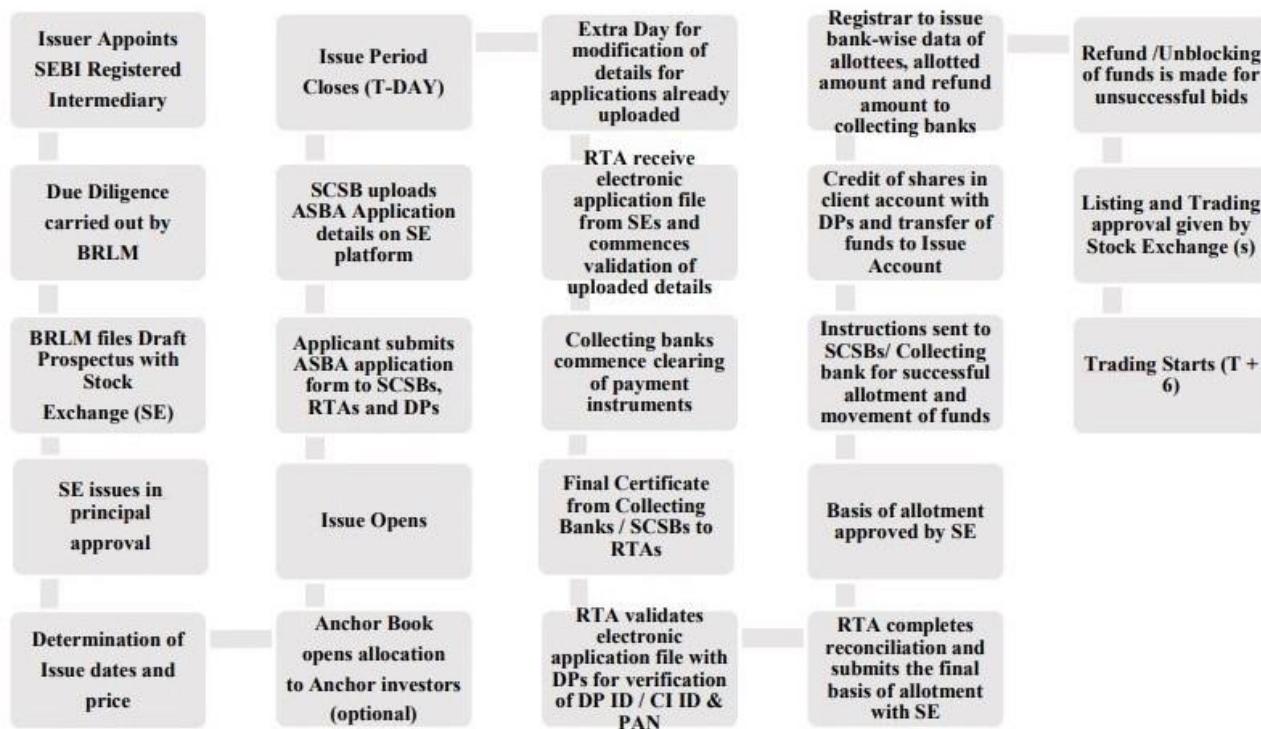 Issuer Appoints
SEBI Registered
Intermediary
Due Diligence
carried out by
BRLM
BRLM files Draft
Prospectus with
Stock
Exchange (SE)
SE issues in
principal
approval
Determination of
Issue dates and
price
Anchor Book
opens allocation
to Anchor investors
(optional)
Issue Opens
Applicant submits
ASBA application
form to SCSBs,
RTAs and DPs
SCSB uploads
ASBA Application
details on SE
platform
Issue Period
Closes (T-DAY)
Extra Day for
modification of
details for
applications already
uploaded
RTA receive
electronic
application file
from SEs and
commences
validation of
uploaded details
Collecting banks
commence clearing
of payment
instruments
Final Certificate
from Collecting
Banks / SCSBs to
RTAs
RTA validates
electronic
application file with
DPs for verification
of DP ID / CI ID &
PAN
RTA completes
reconciliation and
submits the final
basis of allotment
with SE
Basis of allotment
approved by SE
Instructions sent to
SCSBs/ Collecting
bank for successful
allotment and
movement of funds
Credit of shares in
client account with
DPs and transfer of
funds to Issue
Account
Registrar to issue
bank-wise data of
allottees, allotted
amount and refund
amount to
collecting banks
Refund /Unblocking
of funds is made for
unsuccessful bids
Listing and Trading
approval given by
Stock Exchange (s)
Trading Starts (T +
6)